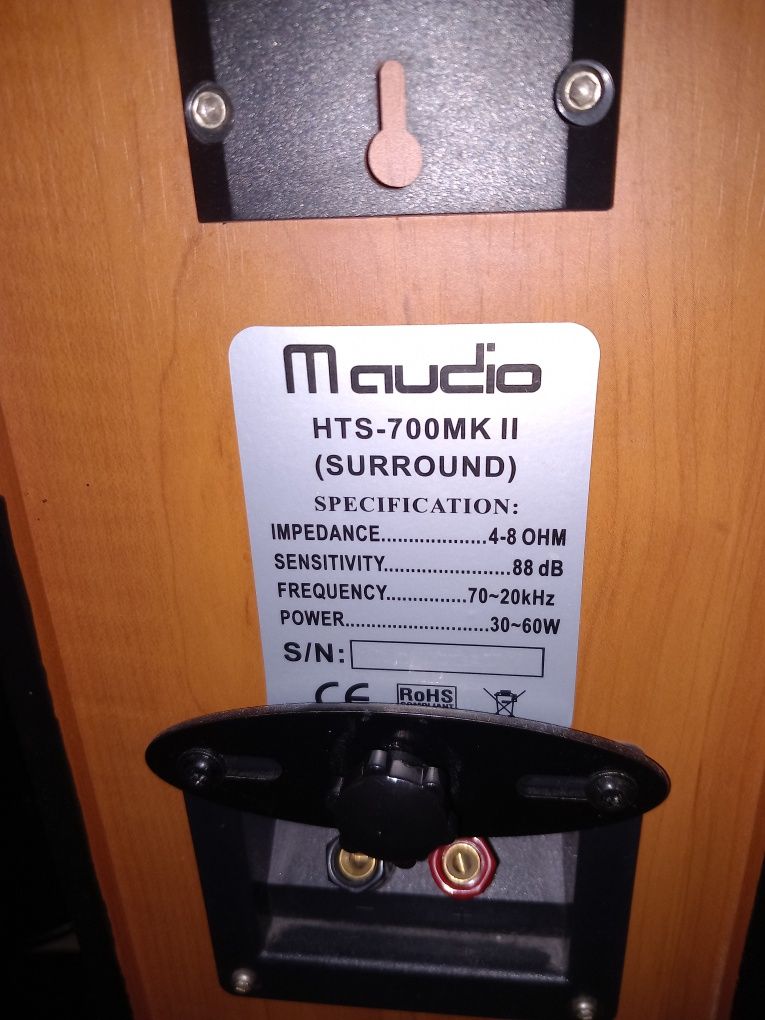 m audio
HTS-700MK II
(SURROUND)
SPECIFICATION:
IMPEDANCE...................4-8 OHM
SENSITIVITY.......................88 dB
FREQUENCY...............70~20kHz
POWER..........................30~60W
S/N:
CE RoHS
COMPLIANT